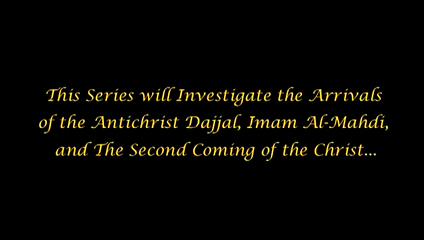 This Series will Investigate the Arrivals
of the Antichrist Dajjal, Imam Al-Mahdi,
and The Second Coming of the Christ...